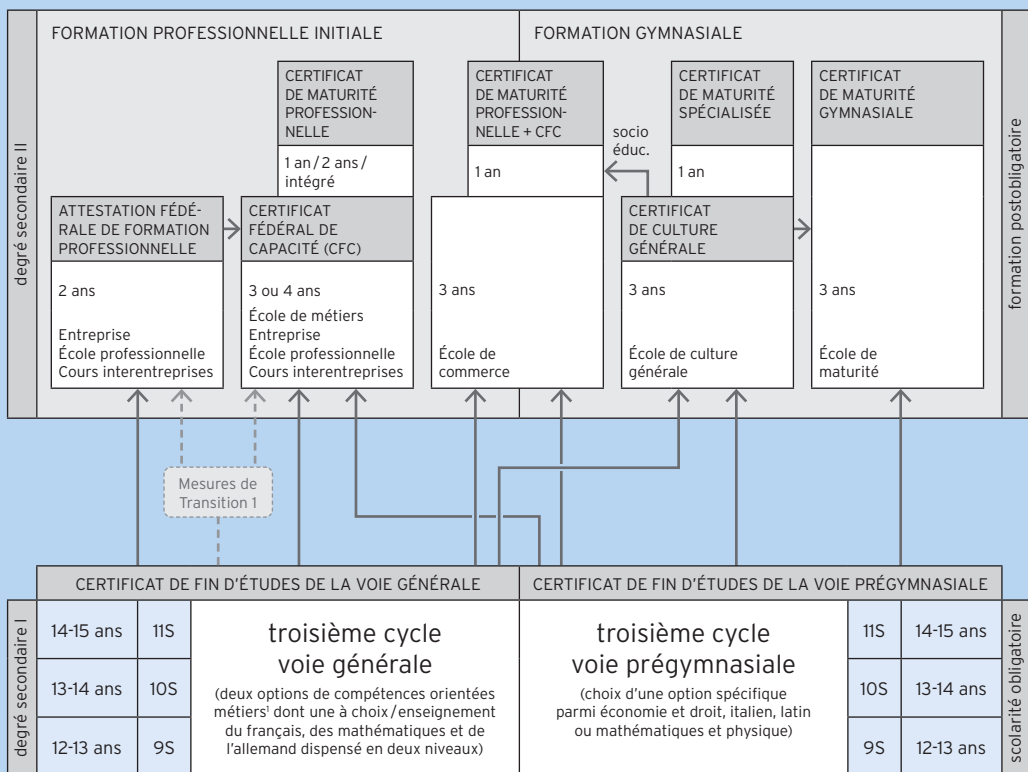 FORMATION PROFESSIONNELLE INITIALE
FORMATION GYMNASIALE
degré secondaire II
formation postobligatoire
CERTIFICAT
DE MATURITÉ
PROFESSION-
NELLE
1 an / 2 ans /
intégré
CERTIFICAT
DE MATURITÉ
PROFESSION-
NELLE + CFC
1 an
socio
éduc.
CERTIFICAT
DE MATURITÉ
SPÉCIALISÉE
1 an
CERTIFICAT
DE MATURITÉ
GYMNASIALE
ATTESTATION FÉDÉ-
RALE DE FORMATION
PROFESSIONNELLE
2 ans
Entreprise
École professionnelle
Cours interentreprises
CERTIFICAT
FÉDÉRAL DE
CAPACITÉ (CFC)
3 ou 4 ans
École de métiers
Entreprise
École professionnelle
Cours interentreprises
3 ans
École de
commerce
CERTIFICAT
DE CULTURE
GÉNÉRALE
3 ans
École de culture
générale
3 ans
École de
maturité
Mesures de
Transition 1
CERTIFICAT DE FIN D'ÉTUDES DE LA VOIE GÉNÉRALE
CERTIFICAT DE FIN D'ÉTUDES DE LA VOIE PRÉGYMNASIALE
degré secondaire I
scolarité obligatoire
14-15 ans 11S
13-14 ans 10S
12-13 ans 9S
troisième cycle
voie générale
(deux options de compétences orientées
métiers¹ dont une à choix / enseignement
du français, des mathématiques et de
l'allemand dispensé en deux niveaux)
troisième cycle
voie prégymnasiale
(choix d'une option spécifique
parmi économie et droit, italien, latin
ou mathématiques et physique)
11S 14-15 ans
10S 13-14 ans
9S 12-13 ans